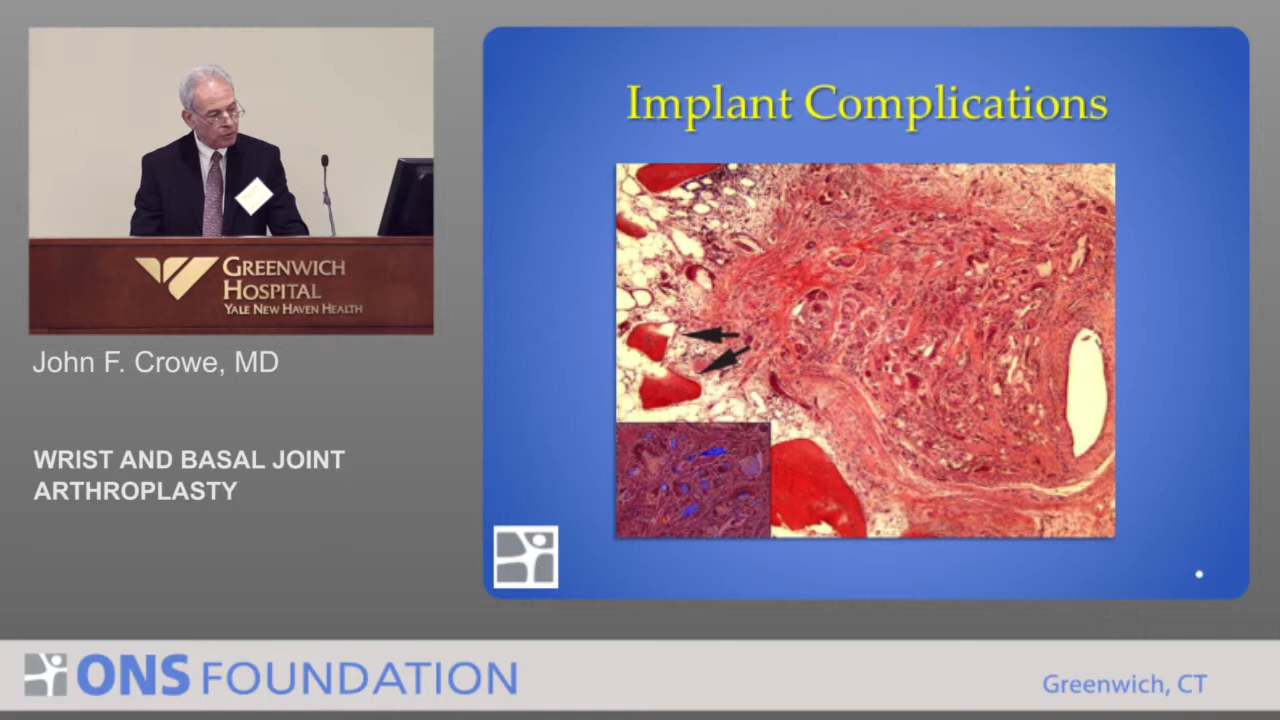 Implant Complications
GREENWICH
HOSPITAL
YALE NEW HAVEN HEALTH
John F. Crowe, MD
WRIST AND BASAL JOINT
ARTHROPLASTY
ONS FOUNDATION
Greenwich, CT